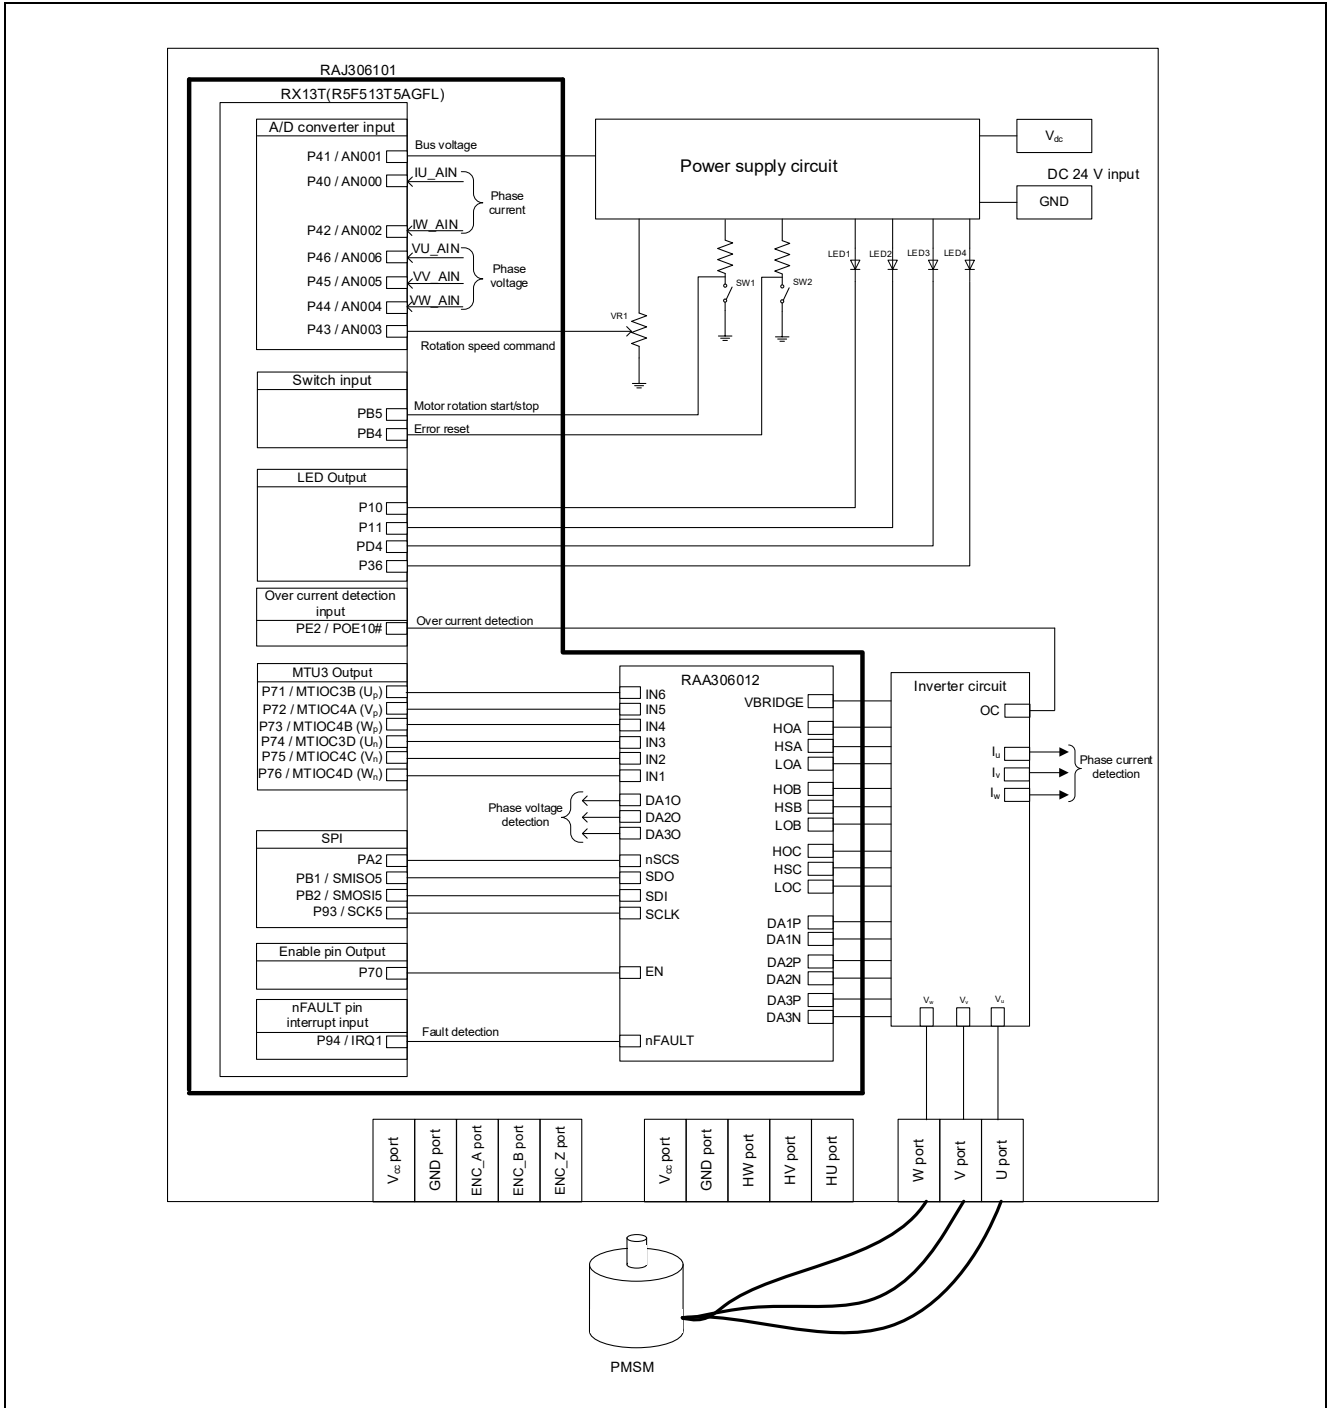 RAJ306101
RX13T(R5F513T5AGFL)
A/D converter input
P41 / AN001
P40 / AN000
P42 / AN002
P46 / AN006
P45 / AN005
P44 / AN004
P43 / AN003
Bus voltage
IU_AIN
IW_AIN
Phase
current
VU_AIN
VV_AIN
VW_AIN
Phase
voltage
Rotation speed command
Power supply circuit
Vdc
DC 24 V input
GND
VR1
SW1
SW2
LED1
LED2
LED3
LED4
Switch input
PB5
PB4
Motor rotation start/stop
Error reset
LED Output
P10
P11
PD4
P36
Over current detection
input
PE2 / POE10#
Over current detection
MTU3 Output
P71 / MTIOC3B (Up)
P72 / MTIOC4A (Vp)
P73 / MTIOC4B (Wp)
P74 / MTIOC3D (Un)
P75 / MTIOC4C (Vn)
P76 / MTIOC4D (Wn)
SPI
PA2
PB1 / SMISO5
PB2 / SMOSI5
P93 / SCK5
Enable pin Output
P70
nFAULT pin
interrupt input
P94 / IRQ1
Fault detection
Phase voltage
detection
RAA306012
IN6
IN5
IN4
IN3
IN2
IN1
DA1O
DA2O
DA3O
nSCS
SDO
SDI
SCLK
EN
nFAULT
VBRIDGE
HOA
HSA
LOA
HOB
HSB
LOB
HOC
HSC
LOC
DA1P
DA1N
DA2P
DA2N
DA3P
DA3N
Inverter circuit
OC
Iu
Iv
Iw
Phase current
detection
Vw
Vv
Vu
Vcc port
GND port
ENC_A port
ENC_B port
ENC_Z port
Vcc port
GND port
HW port
HV port
HU port
W port
V port
U port
PMSM